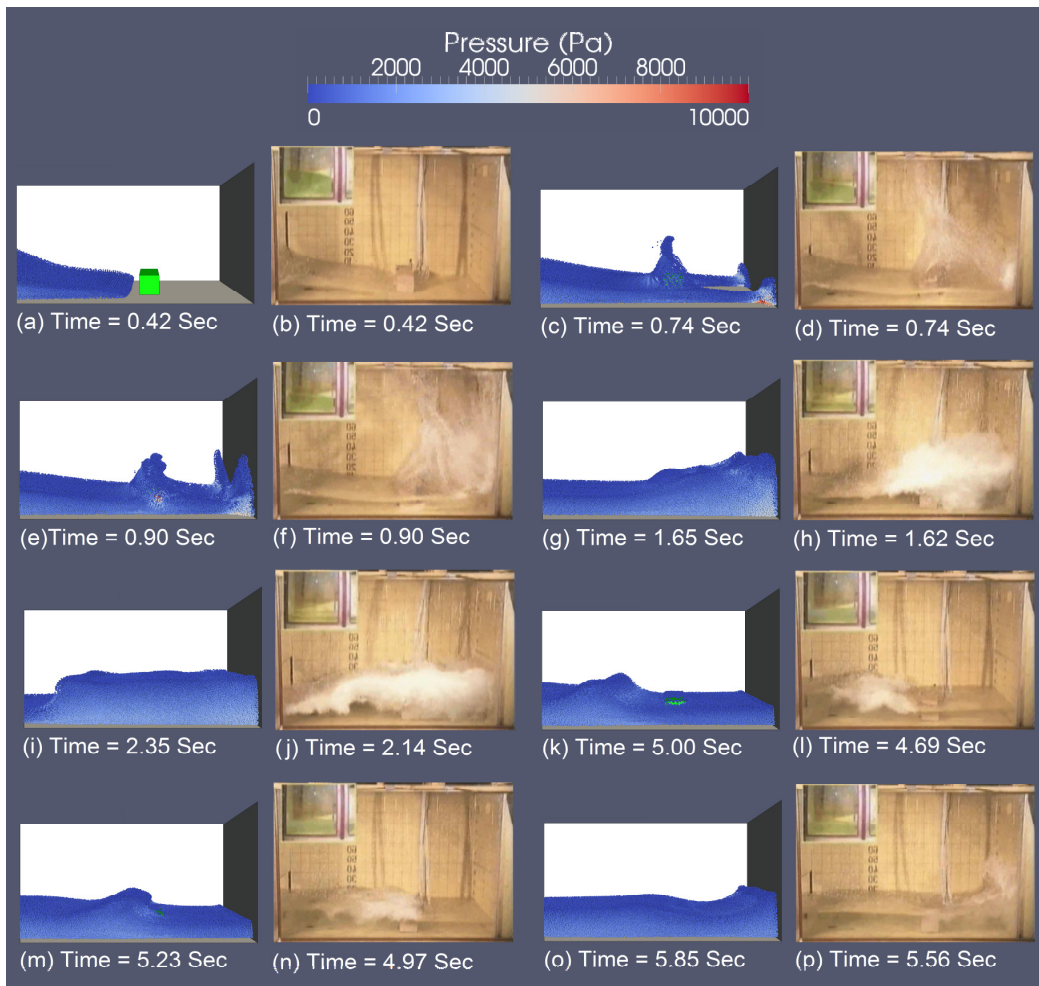 Pressure (Pa)
2000 4000 6000 8000
0 10000
(a) Time = 0.42 Sec
(b) Time = 0.42 Sec
(c) Time = 0.74 Sec
(d) Time = 0.74 Sec
(e)Time = 0.90 Sec
(f) Time = 0.90 Sec
(g) Time = 1.65 Sec
(h) Time = 1.62 Sec
(i) Time = 2.35 Sec
(j) Time = 2.14 Sec
(k) Time = 5.00 Sec
(l) Time = 4.69 Sec
(m) Time = 5.23 Sec
(n) Time = 4.97 Sec
(o) Time = 5.85 Sec
(p) Time = 5.56 Sec